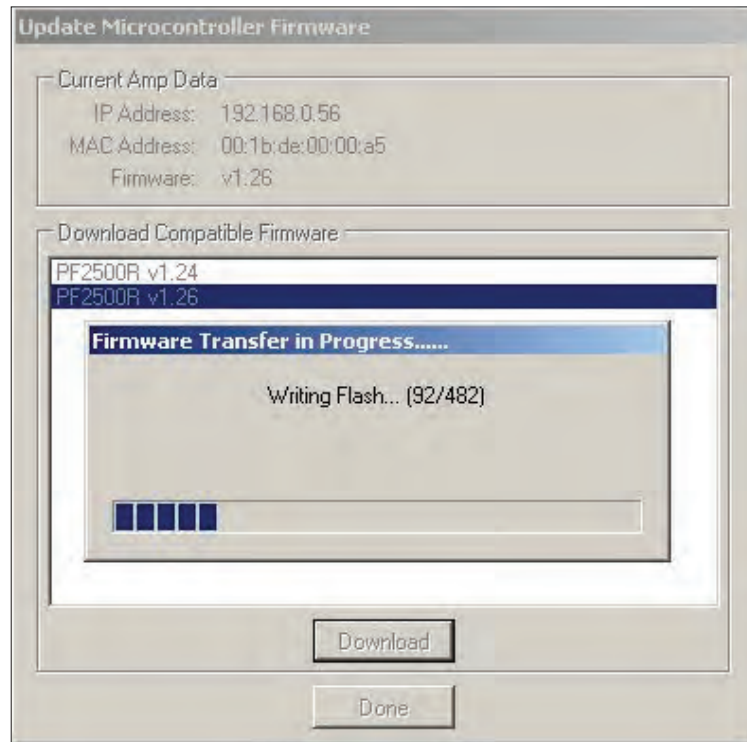 Update Microcontroller Firmware
Current Amp Data
IP Address: 192.168.0.56
MAC Address: 00:1b:de:00:00:a5
Firmware: v1.26
Download Compatible Firmware
PF2500R v1.24
PF2500R v1.26
Firmware Transfer in Progress......
Writing Flash... (92/482)
Download
Done